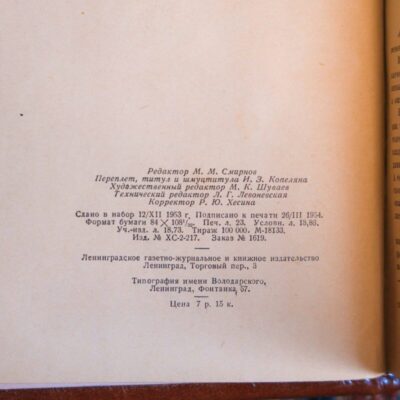 Редактор М. М. Смирнов
Переплет, титул и шмуцтитула И. З. Копеляна
Художественный редактор М. К. Шуваев
Технический редактор Л. Г. Левоневская
Корректор Р. Ю. Хесина
Сдано в набор 12/XII 1953 г. Подписано к печати 26/III 1954.
Формат бумаги 84 × 108¹/₃₂. Печ. л. 23. Условн. л. 18,86.
Уч.-изд. л. 18,73. Тираж 100 000. М-18133.
Изд. № ХС-2-217. Заказ № 1619.
Ленинградское газетно-журнальное и книжное издательство
Ленинград, Торговый пер., 3
Типография имени Володарского,
Ленинград, Фонтанка, 57.
Цена 7 р. 15 к.